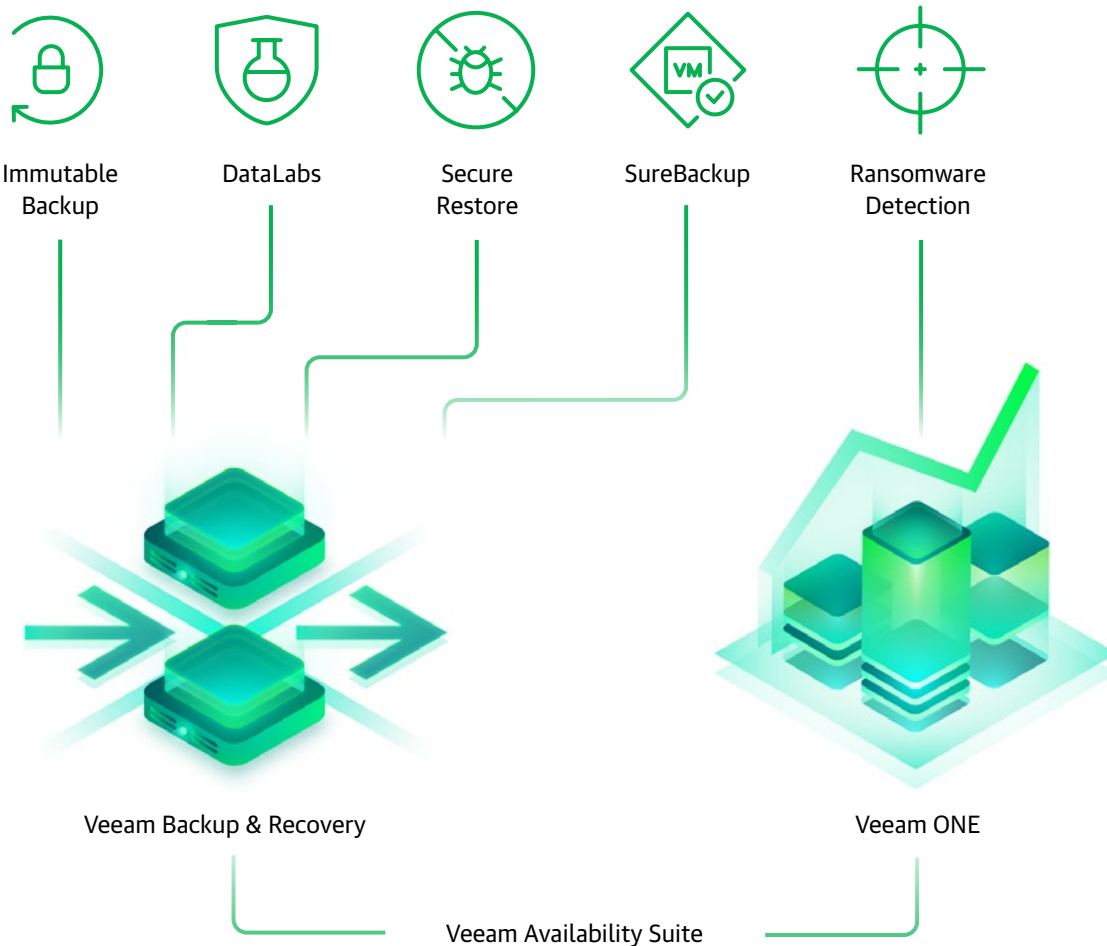 VM
Immutable
Backup
DataLabs
Secure
Restore
SureBackup
Ransomware
Detection
Veeam Backup & Recovery
Veeam ONE
Veeam Availability Suite